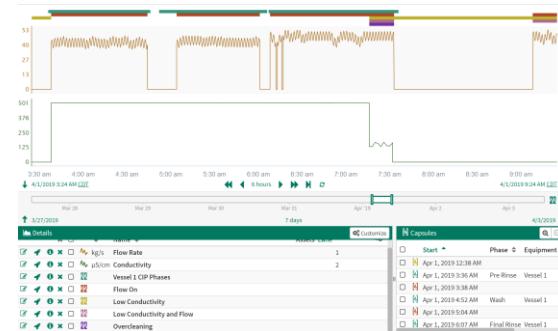 53
40
27
13
0
501
376
250
125
0
3:30 am 4:00 am 4:30 am 5:00 am 5:30 am 6:00 am 6:30 am 7:00 am 7:30 am 8:00 am 8:30 am 9:00 am
4/1/2019 3:24 AM CDT 6 hours 4/1/2019 9:24 AM CDT
Mar 28 Mar 29 Mar 30 Mar 31 Apr '19 Apr 2 Apr 3
3/27/2019 7 days 4/3/2019
Details Customize Capsules
Name Assets Lane Start Phase Equipment
kg/s Flow Rate 1 Apr 1, 2019 12:38 AM
µS/cm Conductivity 2 Apr 1, 2019 3:36 AM Pre Rinse Vessel 1
Vessel 1 CIP Phases
Flow On Apr 1, 2019 3:38 AM
Low Conductivity Apr 1, 2019 4:52 AM Wash Vessel 1
Low Conductivity and Flow Apr 1, 2019 5:04 AM
Overcleaning Apr 1, 2019 6:07 AM Final Rinse Vessel 1